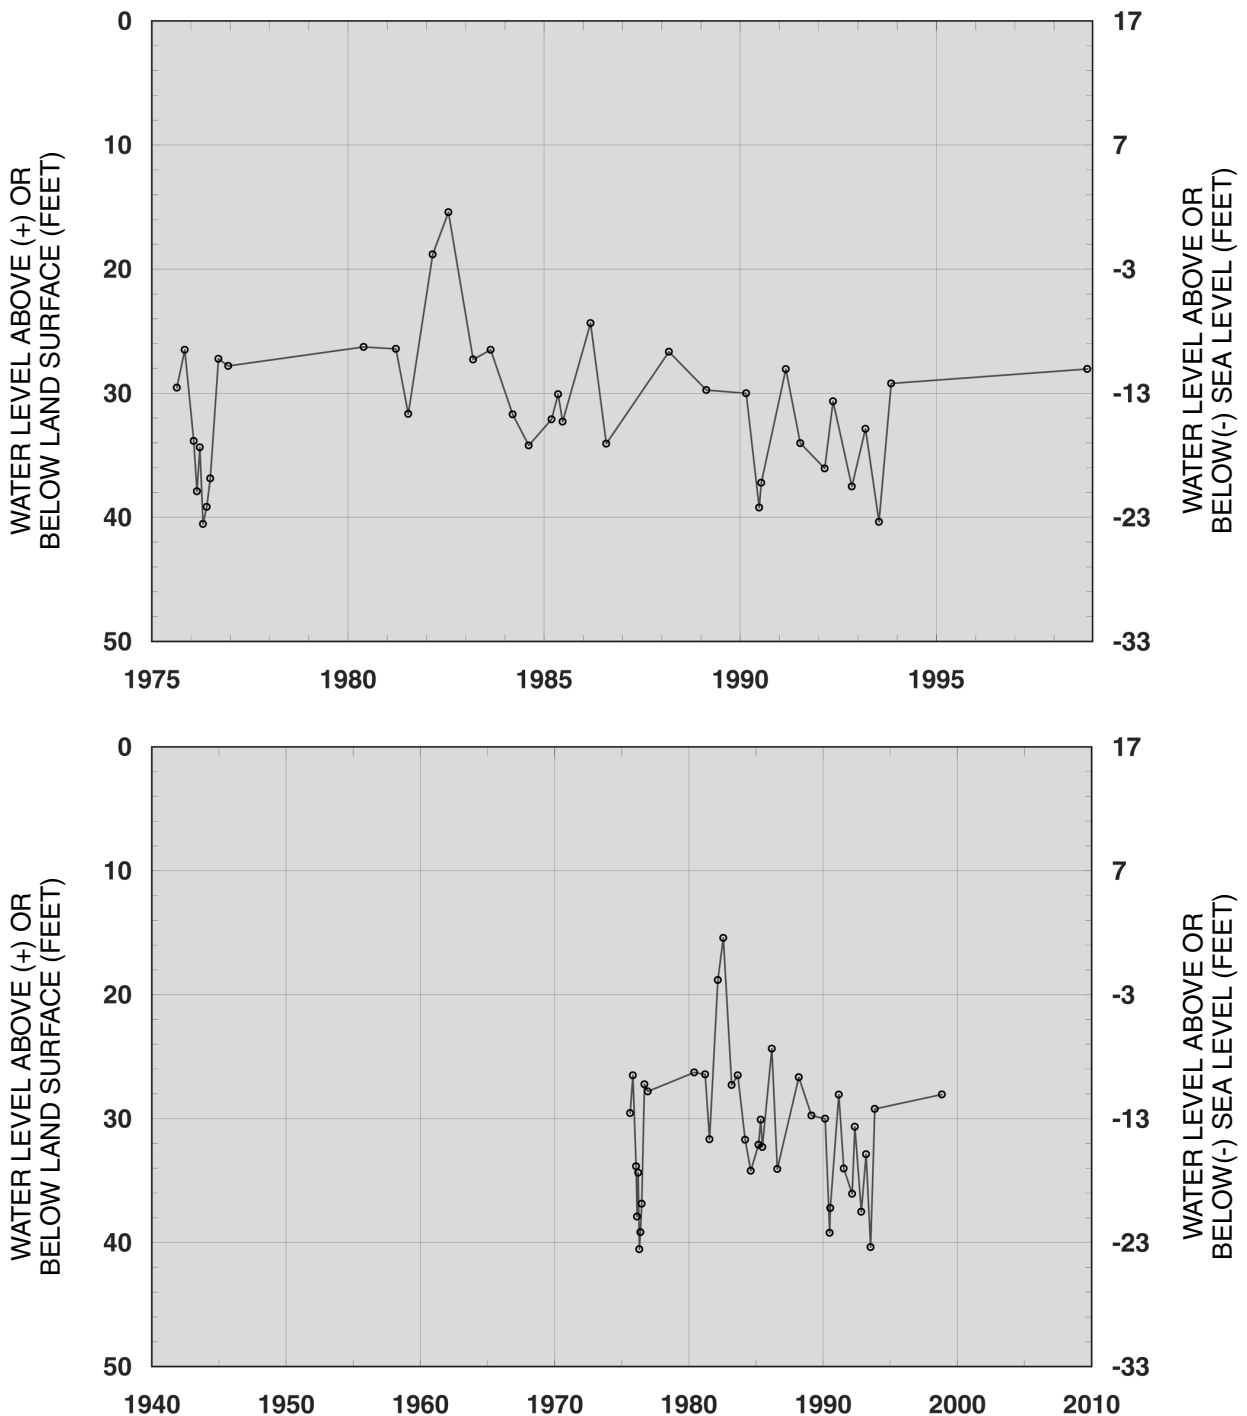 WATER LEVEL ABOVE (+) OR
BELOW LAND SURFACE (FEET)
0
10
20
30
40
50
17
7
-3
-13
-23
-33
WATER LEVEL ABOVE OR
BELOW(-) SEA LEVEL (FEET)
1975 1980 1985 1990 1995
WATER LEVEL ABOVE (+) OR
BELOW LAND SURFACE (FEET)
0
10
20
30
40
50
17
7
-3
-13
-23
-33
WATER LEVEL ABOVE OR
BELOW(-) SEA LEVEL (FEET)
1940 1950 1960 1970 1980 1990 2000 2010